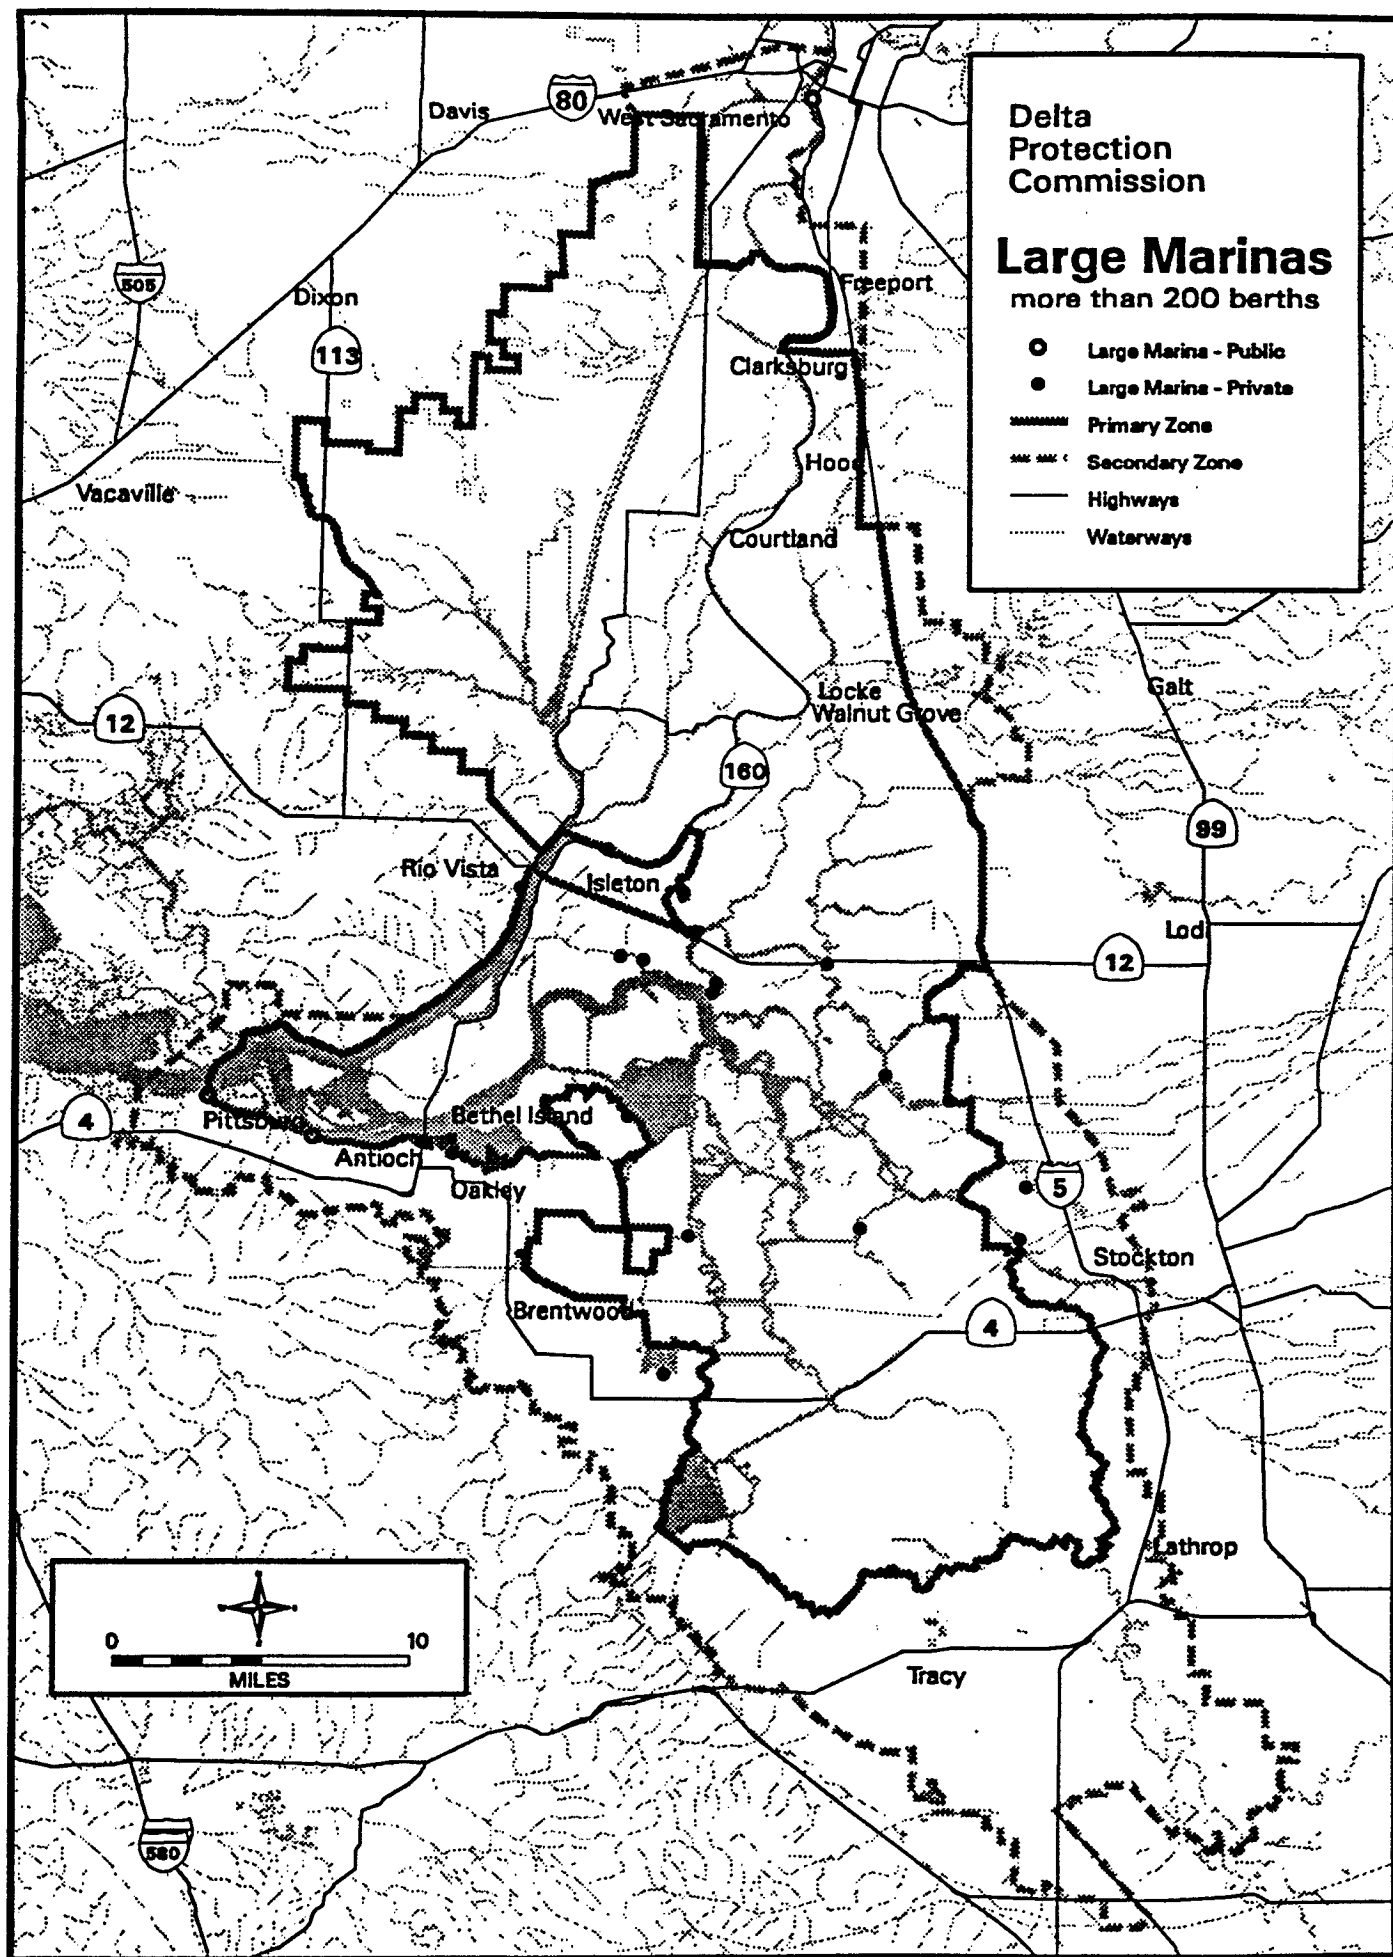 Delta
Protection
Commission
Large Marinas
more than 200 berths
Large Marina - Public
Large Marina - Private
Primary Zone
Secondary Zone
Highways
Waterways
80
Davis
West Sacramento
505
Dixon
113
Freeport
Clarksburg
Vacaville
Hood
Courtland
Locke
Walnut Grove
Galt
12
160
99
Rio Vista
Isleton
Lodi
12
4
Pittsburg
Bethel Island
Antioch
Oakley
5
Stockton
Brentwood
4
Lathrop
0 10
MILES
Tracy
580